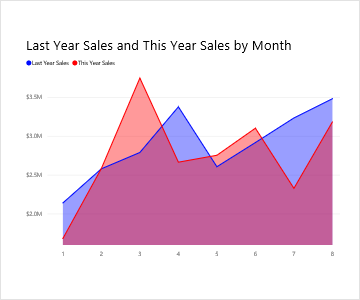 Last Year Sales and This Year Sales by Month
Last Year Sales This Year Sales
$3.5M
$3.0M
$2.5M
$2.0M
1 2 3 4 5 6 7 8